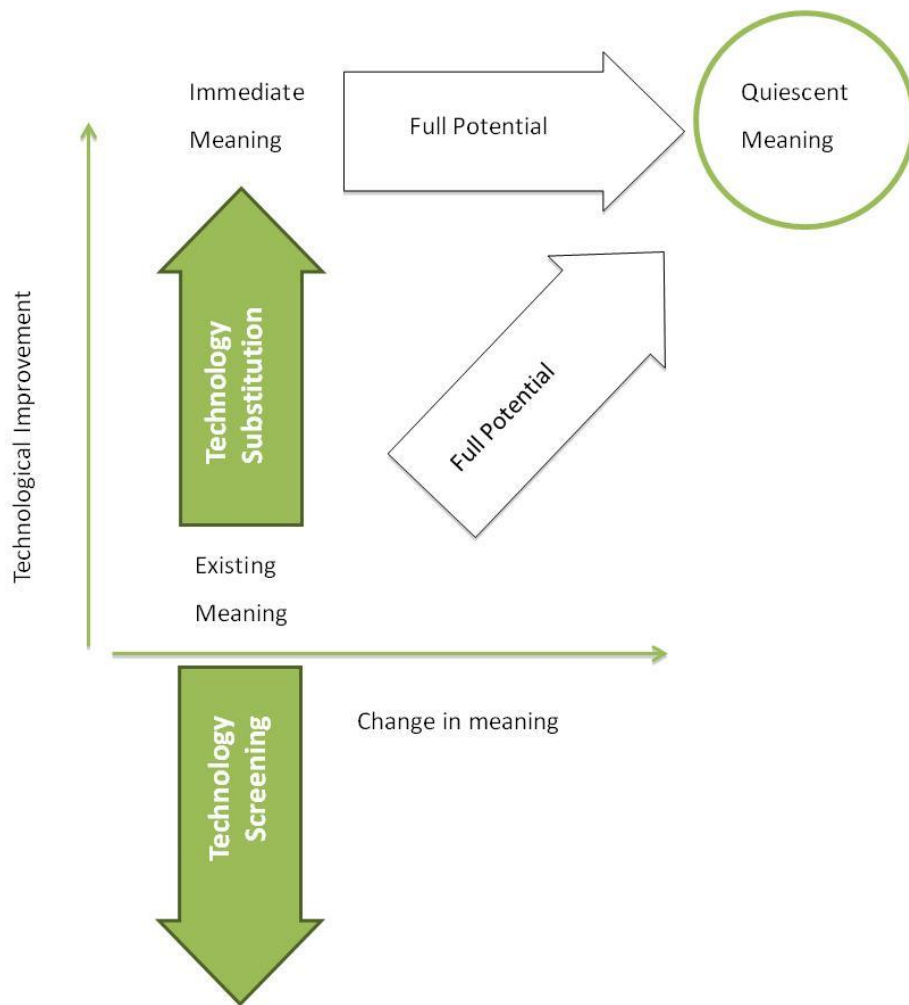 Immediate
Meaning
Full Potential
Quiescent
Meaning
Technological Improvement
Technology
Substitution
Full Potential
Existing
Meaning
Change in meaning
Technology
Screening